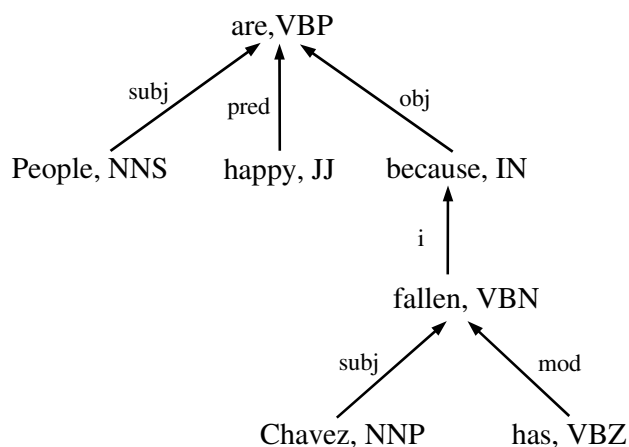 are,VBP
subj pred obj
People, NNS happy, JJ because, IN
i
fallen, VBN
subj mod
Chavez, NNP has, VBZ